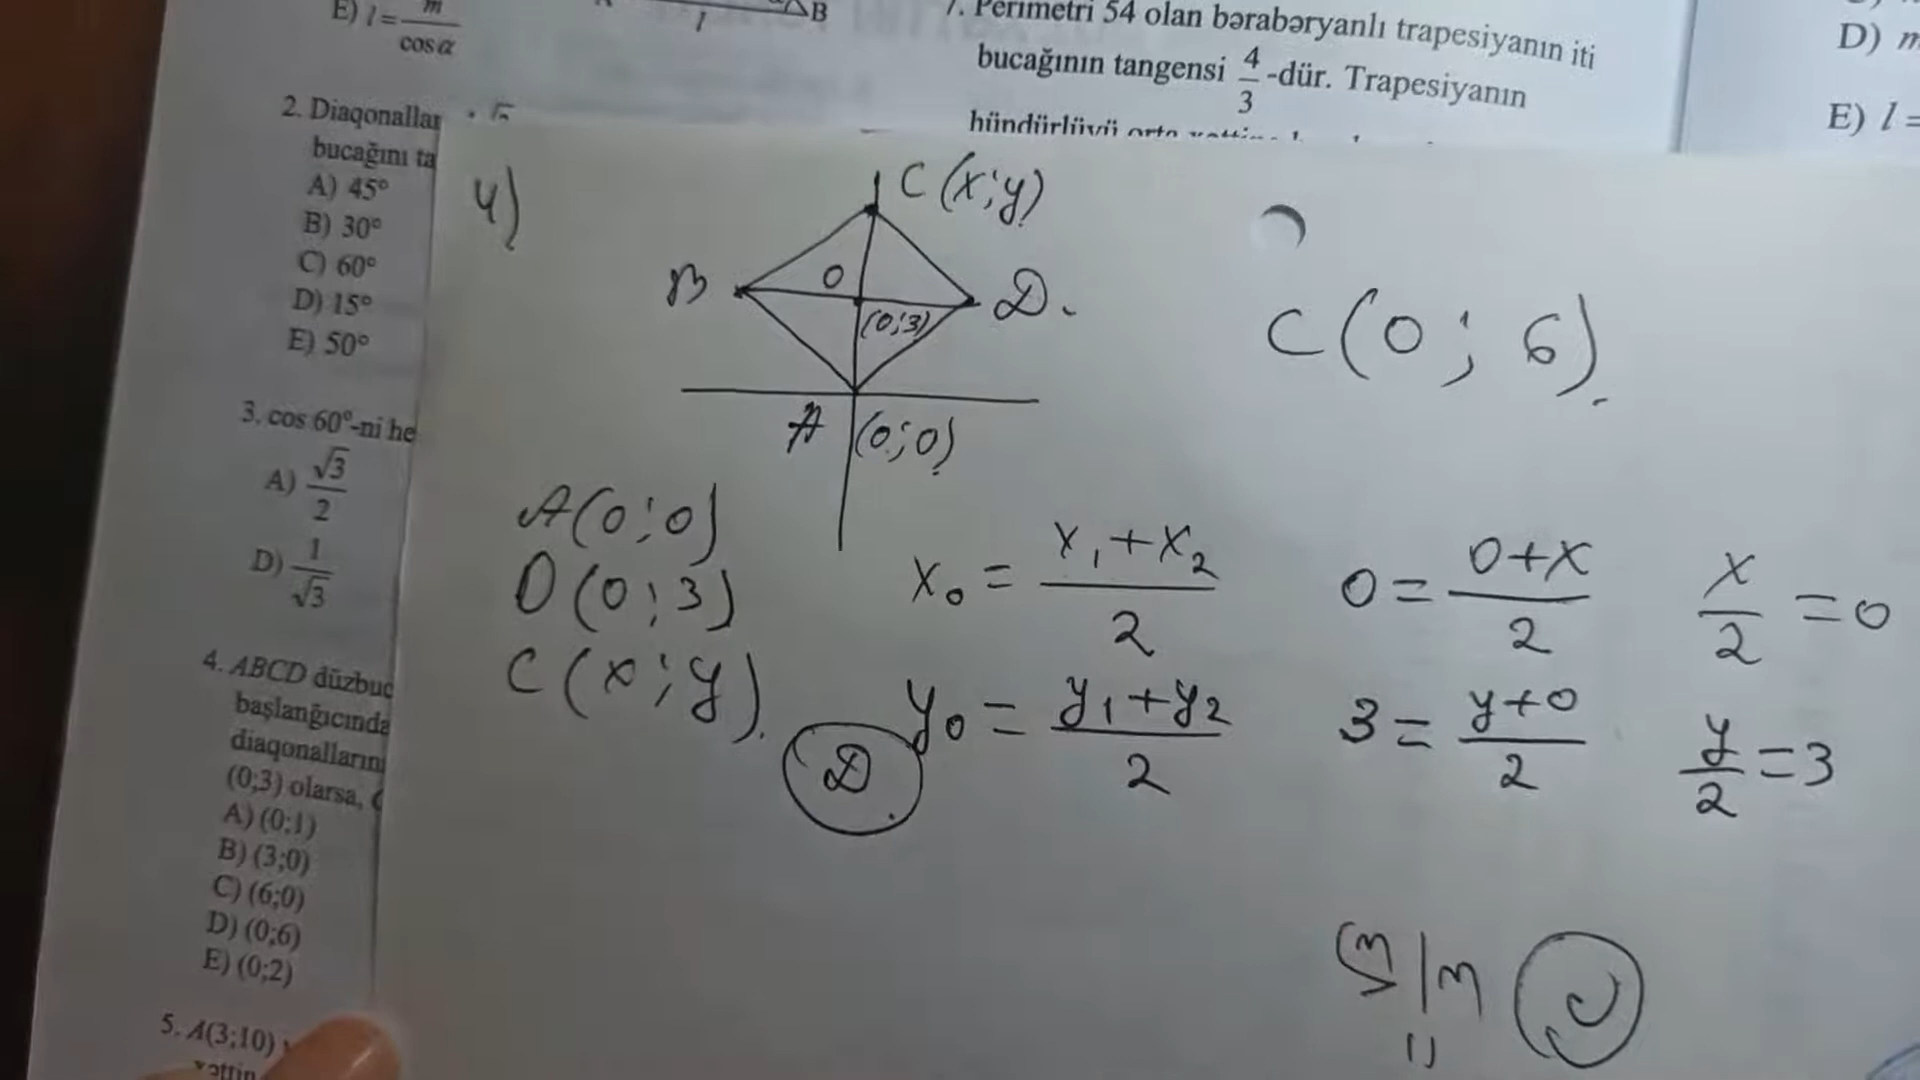 E) l = m / cos α
l
B
2. Diaqonallar
bucağını ta
A) 45°
B) 30°
C) 60°
D) 15°
E) 50°
3. cos 60°-ni he
A) √3 / 2
D) 1 / √3
4. ABCD düzbuc
başlanğıcında
diaqonalların
(0;3) olarsa, C
A) (0;1)
B) (3;0)
C) (6;0)
D) (0;6)
E) (0;2)
5. A(3;10)
7. Perimetri 54 olan bərabəryanlı trapesiyanın iti
bucağının tangensi 4/3 -dür. Trapesiyanın
hündürlüyü orta
D) m
E) l =
4)
C (x;y)
B
O
D.
(0;3)
A (0;0)
C (0; 6).
A(0;0)
O(0;3)
C(x;y).
D
x₀ = (x₁+x₂) / 2
0 = (0+x) / 2
x/2 = 0
y₀ = (y₁+y₂) / 2
3 = (y+0) / 2
y/2 = 3